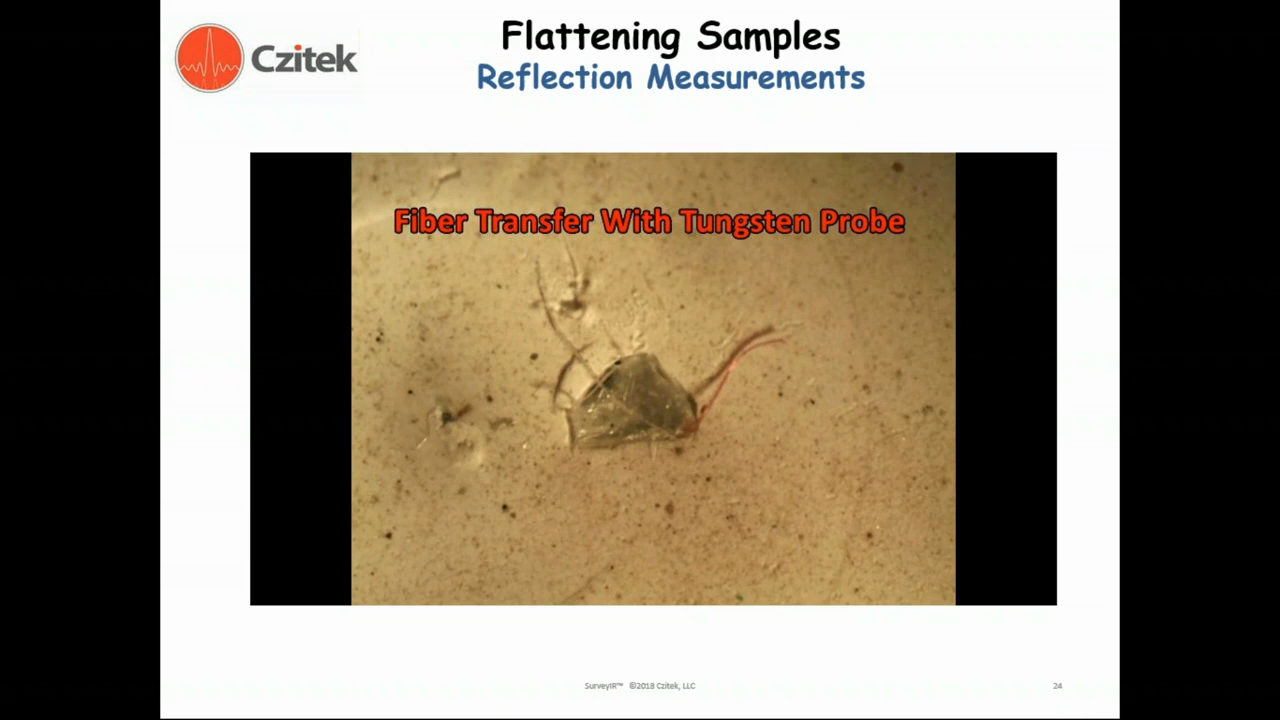 Czitek
Flattening Samples
Reflection Measurements
Fiber Transfer With Tungsten Probe
SurveyIR™ ©2018 Czitek, LLC
24